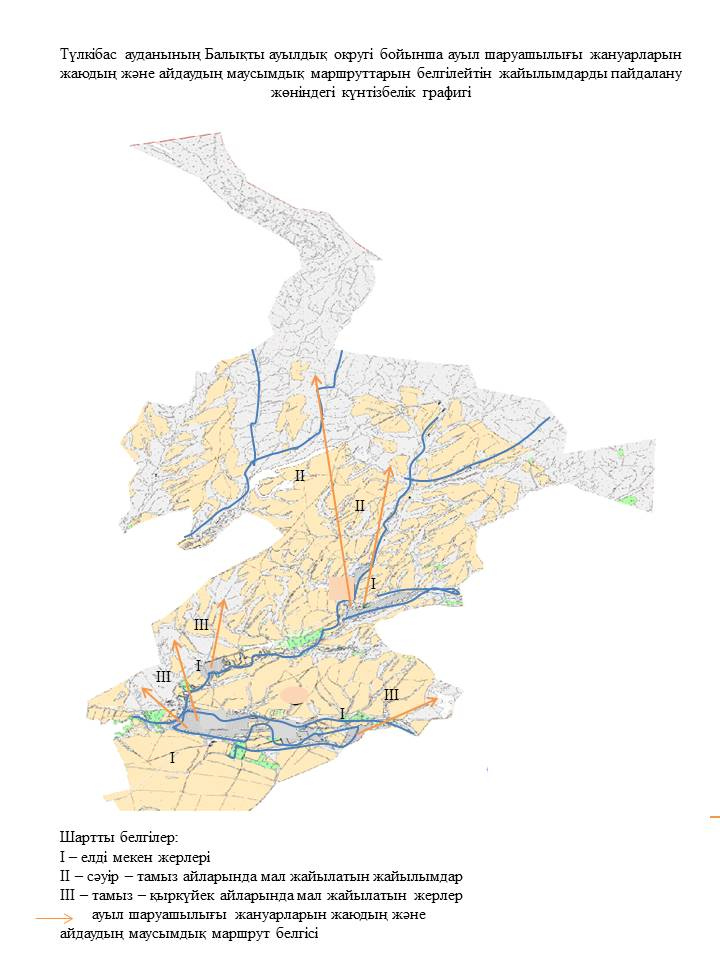 Түлкібас ауданының Балықты ауылдық округі бойынша ауыл шаруашылығы жануарларын
жаюдың және айдаудың маусымдық маршруттарын белгілейтін жайылымдарды пайдалану
жөніндегі күнтізбелік графигі
II
II
I
III
I
III
III
I
I
Шартты белгілер:
I – елді мекен жерлері
II – сәуір – тамыз айларында мал жайылатын жайылымдар
III – тамыз – қыркүйек айларында мал жайылатын жерлер
ауыл шаруашылығы жануарларын жаюдың және
айдаудың маусымдық маршрут белгісі